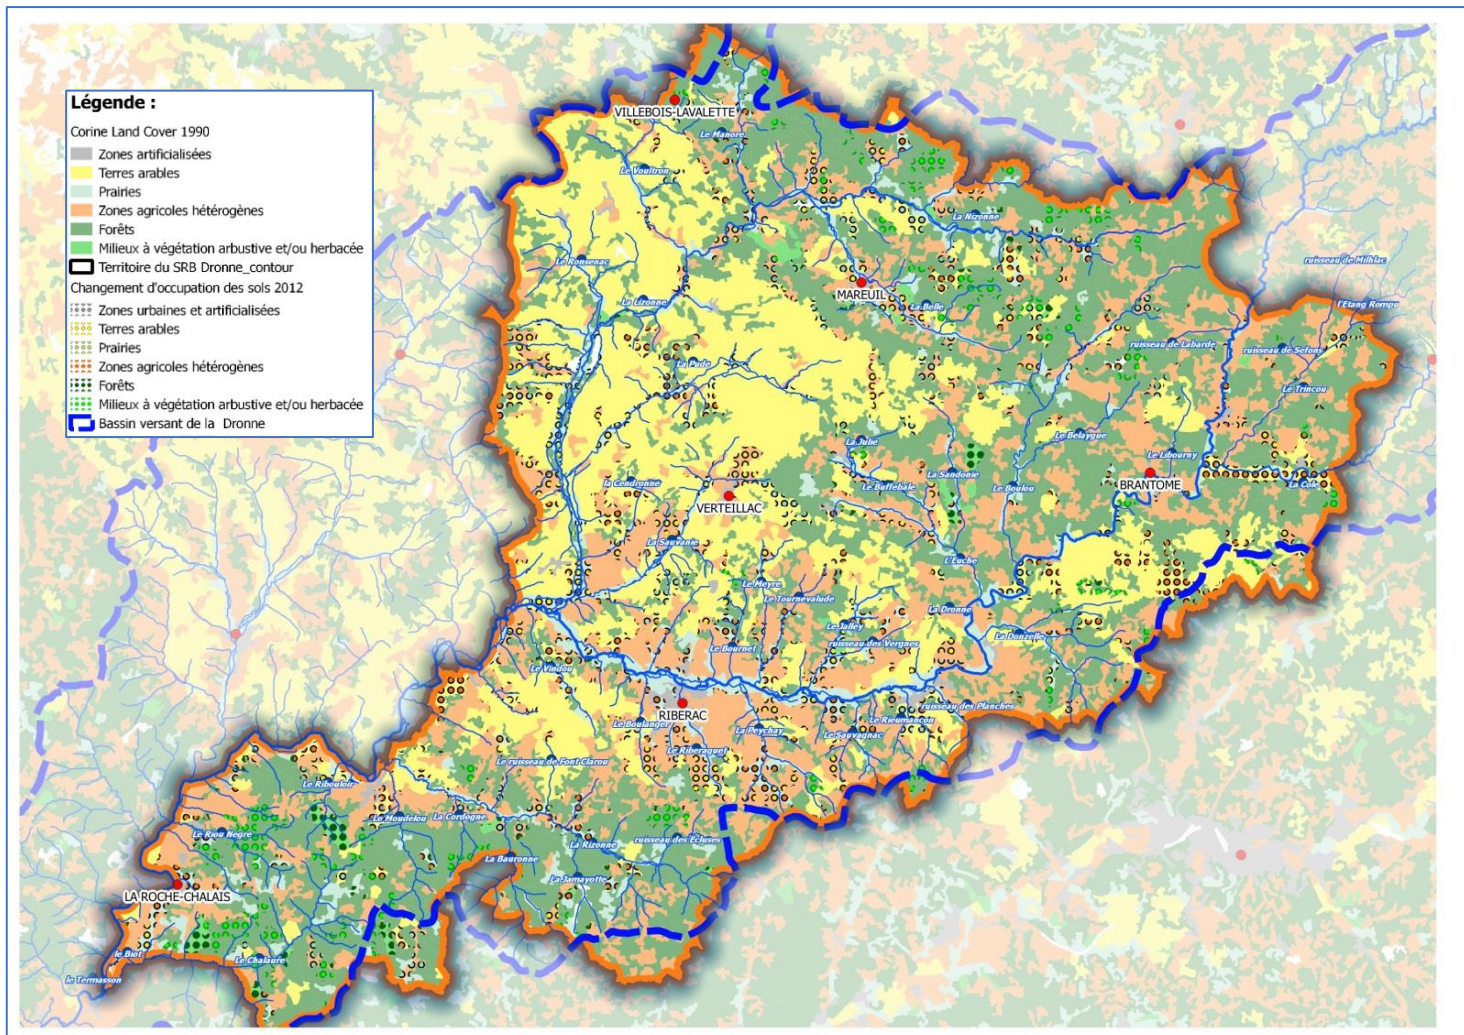 Légende :
Corine Land Cover 1990
Zones artificialisées
Terres arables
Prairies
Zones agricoles hétérogènes
Forêts
Milieux à végétation arbustive et/ou herbacée
Territoire du SRB Dronne_contour
Changement d'occupation des sols 2012
Zones urbaines et artificialisées
Terres arables
Prairies
Zones agricoles hétérogènes
Forêts
Milieux à végétation arbustive et/ou herbacée
Bassin versant de la Dronne
VILLEBOIS-LAVALETTE
Le Manore
Le Voultron
La Nizonne
Le Ronsenac
ruisseau de Milhlac
MAREUIL
La Lizonne
La Belle
l'Etang Rompu
ruisseau de Labarde
ruisseau de Sefons
La Pude
Le Trincou
La Julie
Le Belaygue
Le Libourny
La Sandonie
la Cendronne
Le Buffebale
Le Boulou
BRANTOME
La Cole
VERTEILLAC
La Sauvanie
L'Euche
Le Meyre
Le Tournevalude
La Dronne
Le Jalley
La Donzelle
ruisseau des Vergnes
Le Bournet
Le Vindou
ruisseau des Planches
RIBERAC
Le Boulanger
Le Rieumancon
La Peychay
Le Sauvagnac
Le Riberaguet
Le ruisseau de Font Clarou
Le Ribouloir
Le Moudelou
La Cordogne
Le Riou Negre
La Rizonne
ruisseau des Ecluses
La Bauronne
La Jamayotte
LA ROCHE-CHALAIS
le Biot
Le Chalaure
le Termasson